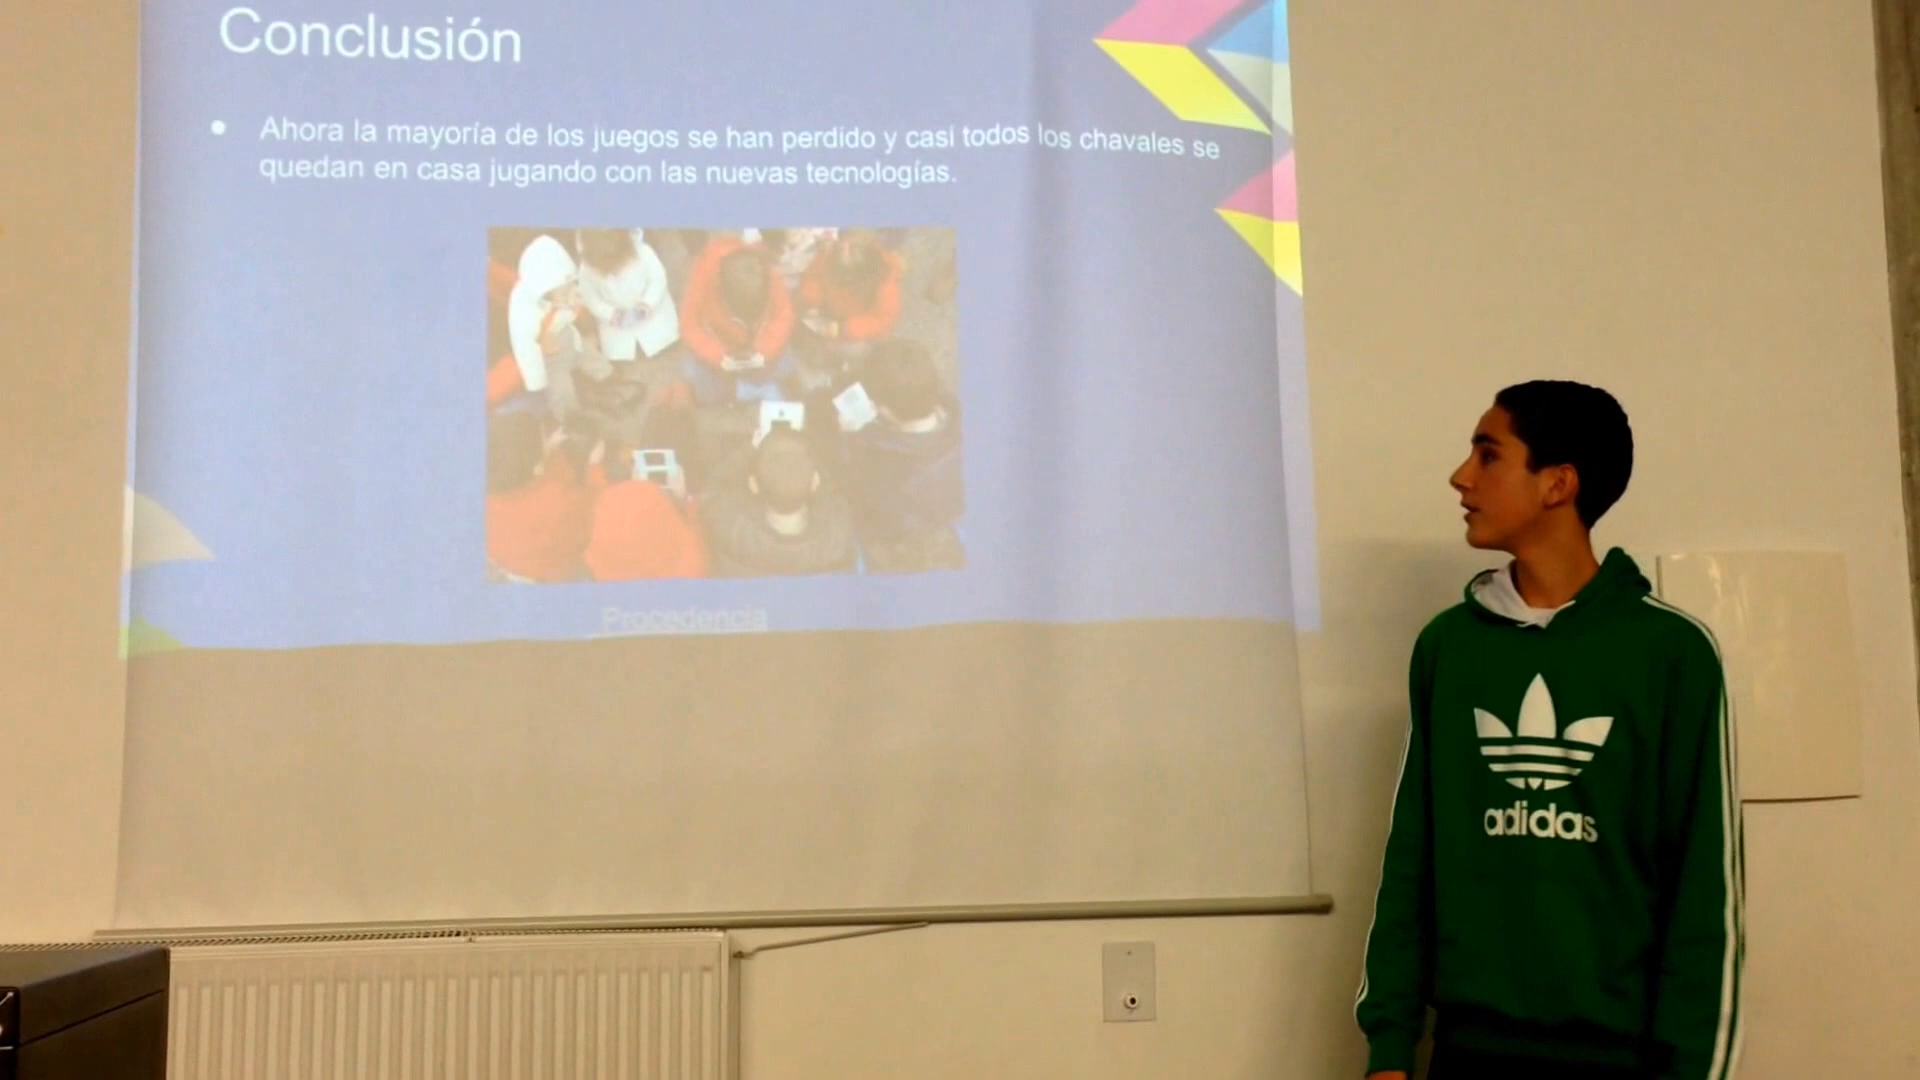 Conclusión
● Ahora la mayoría de los juegos se han perdido y casi todos los chavales se
quedan en casa jugando con las nuevas tecnologías.
Procedencia
adidas